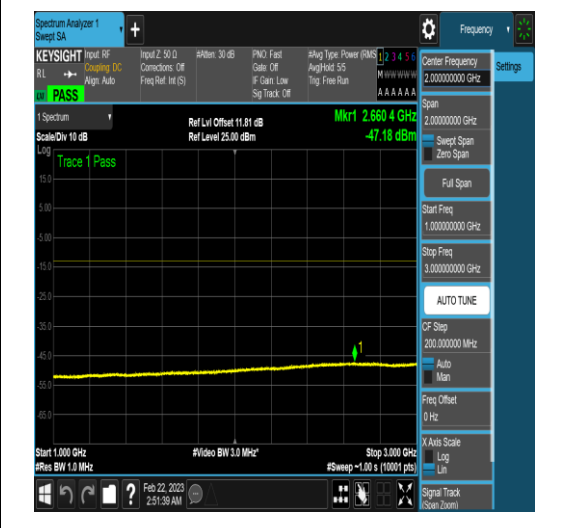 Spectrum Analyzer 1
Swept SA
+
Frequency
KEYSIGHT
RL
Input: RF
Coupling: DC
Align: Auto
Input Z: 50 Ω
Corrections: Off
Freq Ref: Int (S)
#Atten: 30 dB
PNO: Fast
Gate: Off
IF Gain: Low
Sig Track: Off
#Avg Type: Power (RMS)
Avg|Hold: 5/5
Trig: Free Run
1 2 3 4 5 6
M W W W W W
A A A A A A
PASS
1 Spectrum
Scale/Div 10 dB
Ref Lvl Offset 11.81 dB
Ref Level 25.00 dBm
Mkr1 2.660 4 GHz
-47.18 dBm
Log
Trace 1 Pass
15.0
5.00
-5.00
-15.0
-25.0
-35.0
-45.0
-55.0
-65.0
1
Start 1.000 GHz
#Res BW 1.0 MHz
#Video BW 3.0 MHz*
Stop 3.000 GHz
#Sweep ~1.00 s (10001 pts)
?
Feb 22, 2023
2:51:39 AM
Center Frequency
2.000000000 GHz
Settings
Span
2.00000000 GHz
Swept Span
Zero Span
Full Span
Start Freq
1.000000000 GHz
Stop Freq
3.000000000 GHz
AUTO TUNE
CF Step
200.000000 MHz
Auto
Man
Freq Offset
0 Hz
X Axis Scale
Log
Lin
Signal Track
(Span Zoom)